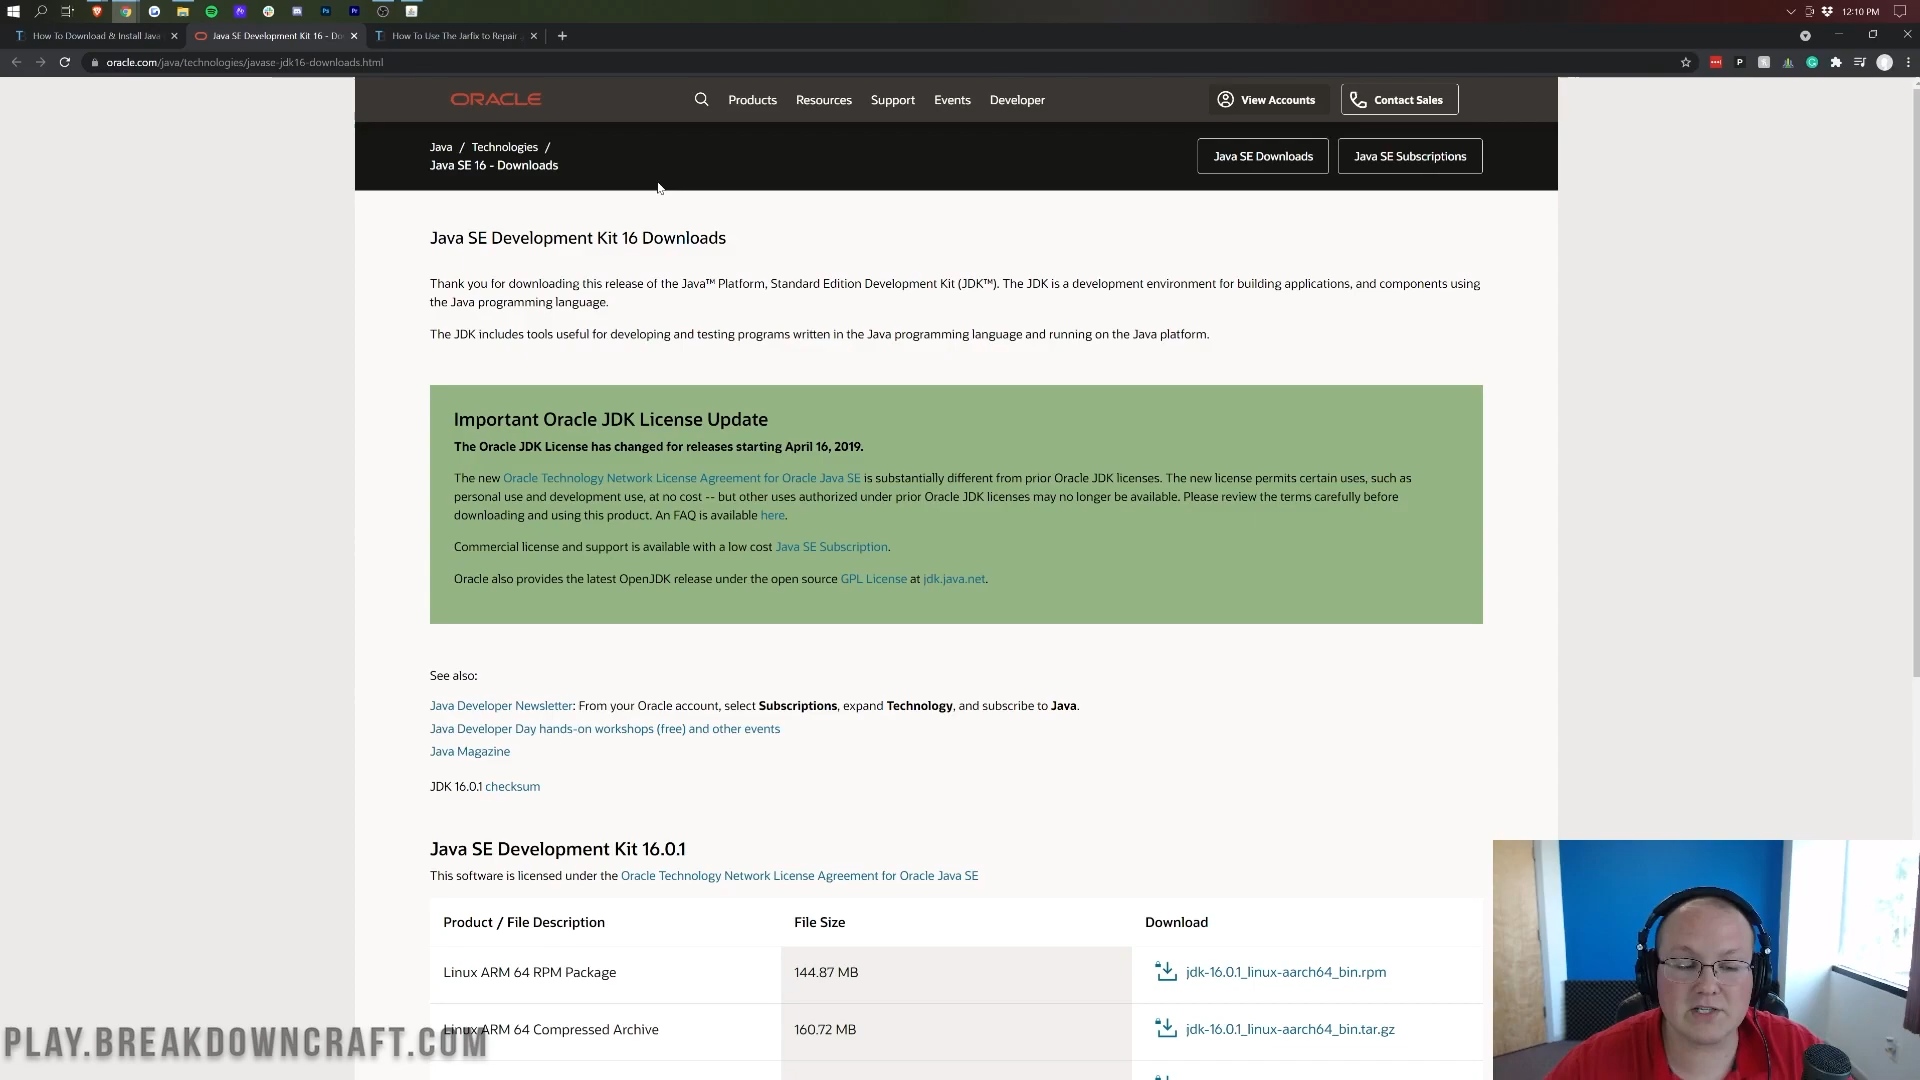 12:10 PM
How To Download & Install Java
Java SE Development Kit 16 - Do
How To Use The Jarfix to Repair
oracle.com/java/technologies/javase-jdk16-downloads.html
ORACLE
Products
Resources
Support
Events
Developer
View Accounts
Contact Sales
Java / Technologies /
Java SE 16 - Downloads
Java SE Downloads
Java SE Subscriptions
Java SE Development Kit 16 Downloads
Thank you for downloading this release of the Java™ Platform, Standard Edition Development Kit (JDK™). The JDK is a development environment for building applications, and components using
the Java programming language.
The JDK includes tools useful for developing and testing programs written in the Java programming language and running on the Java platform.
Important Oracle JDK License Update
The Oracle JDK License has changed for releases starting April 16, 2019.
The new Oracle Technology Network License Agreement for Oracle Java SE is substantially different from prior Oracle JDK licenses. The new license permits certain uses, such as
personal use and development use, at no cost -- but other uses authorized under prior Oracle JDK licenses may no longer be available. Please review the terms carefully before
downloading and using this product. An FAQ is available here.
Commercial license and support is available with a low cost Java SE Subscription.
Oracle also provides the latest OpenJDK release under the open source GPL License at jdk.java.net.
See also:
Java Developer Newsletter: From your Oracle account, select Subscriptions, expand Technology, and subscribe to Java.
Java Developer Day hands-on workshops (free) and other events
Java Magazine
JDK 16.0.1 checksum
Java SE Development Kit 16.0.1
This software is licensed under the Oracle Technology Network License Agreement for Oracle Java SE
Product / File Description
File Size
Download
Linux ARM 64 RPM Package
144.87 MB
jdk-16.0.1_linux-aarch64_bin.rpm
Linux ARM 64 Compressed Archive
160.72 MB
jdk-16.0.1_linux-aarch64_bin.tar.gz
PLAY.BREAKDOWNCRAFT.COM